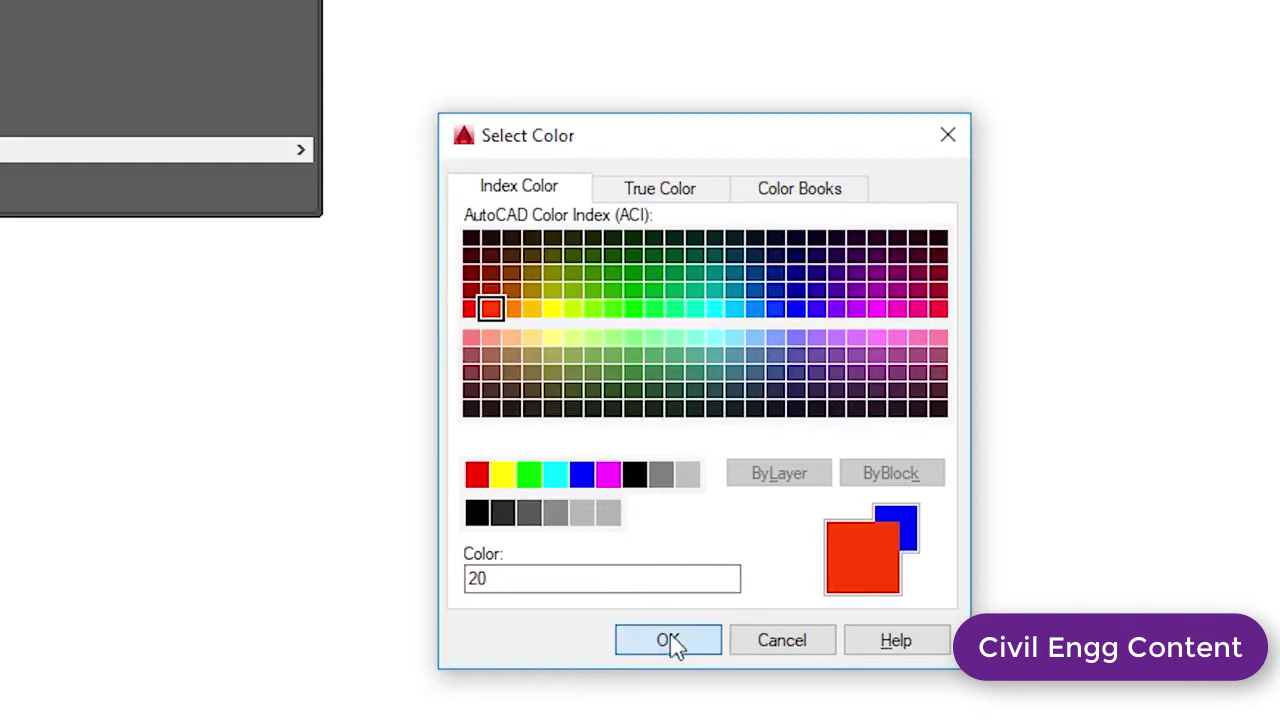 Select Color
Index Color
True Color
Color Books
AutoCAD Color Index (ACI):
ByLayer
ByBlock
Color:
20
OK
Cancel
Help
Civil Engg Content